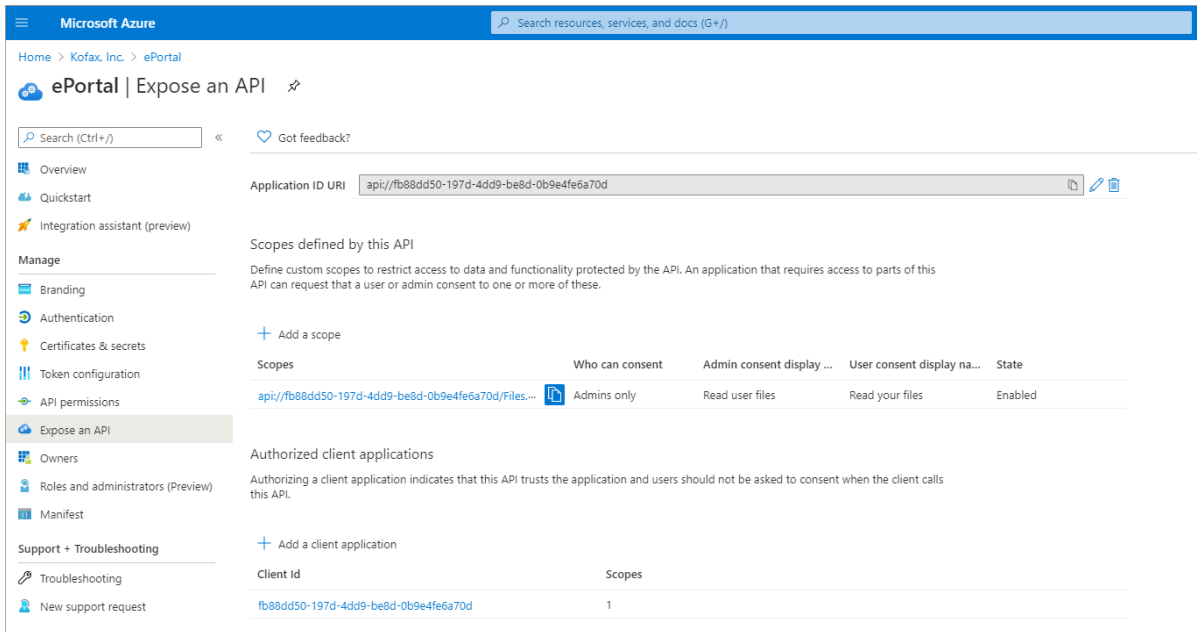 Microsoft Azure
Search resources, services, and docs (G+/)
Home > Kofax, Inc. > ePortal
ePortal | Expose an API
Search (Ctrl+/)
«
Overview
Quickstart
Integration assistant (preview)
Manage
Branding
Authentication
Certificates & secrets
Token configuration
API permissions
Expose an API
Owners
Roles and administrators (Preview)
Manifest
Support + Troubleshooting
Troubleshooting
New support request
Got feedback?
Application ID URI api://fb88dd50-197d-4dd9-be8d-0b9e4fe6a70d
Scopes defined by this API
Define custom scopes to restrict access to data and functionality protected by the API. An application that requires access to parts of this
API can request that a user or admin consent to one or more of these.
+ Add a scope
Scopes Who can consent Admin consent display ... User consent display na... State
api://fb88dd50-197d-4dd9-be8d-0b9e4fe6a70d/Files.... Admins only Read user files Read your files Enabled
Authorized client applications
Authorizing a client application indicates that this API trusts the application and users should not be asked to consent when the client calls
this API.
+ Add a client application
Client Id Scopes
fb88dd50-197d-4dd9-be8d-0b9e4fe6a70d 1